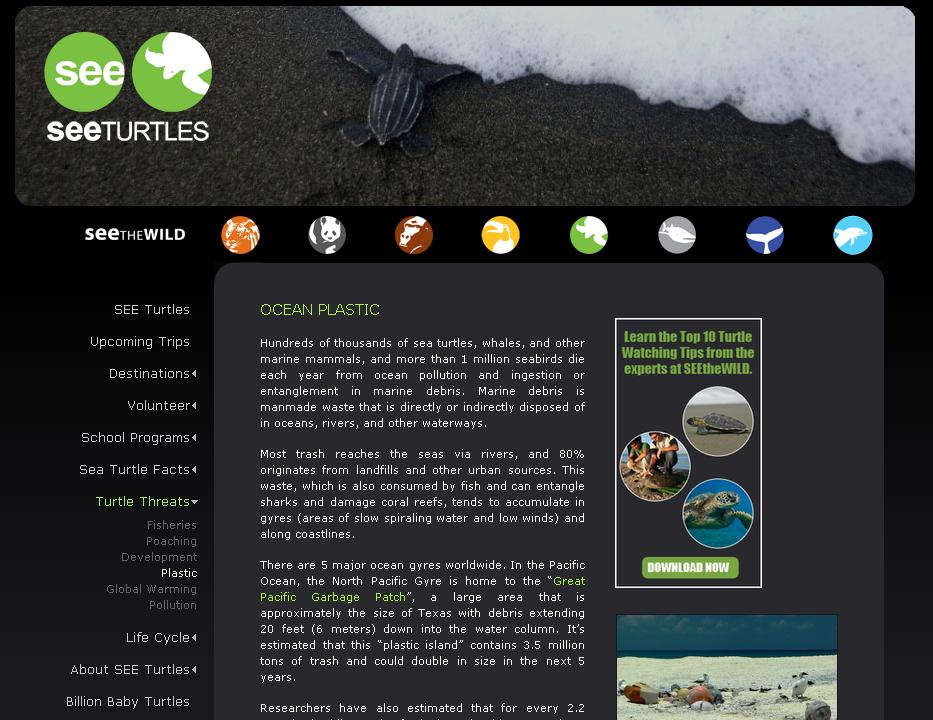 see
seeTURTLES
seeTHEWILD
SEE Turtles
Upcoming Trips
Destinations
Volunteer
School Programs
Sea Turtle Facts
Turtle Threats
Fisheries
Poaching
Development
Plastic
Global Warming
Pollution
Life Cycle
About SEE Turtles
Billion Baby Turtles
OCEAN PLASTIC
Hundreds of thousands of sea turtles, whales, and other
marine mammals, and more than 1 million seabirds die
each year from ocean pollution and ingestion or
entanglement in marine debris. Marine debris is
manmade waste that is directly or indirectly disposed of
in oceans, rivers, and other waterways.
Most trash reaches the seas via rivers, and 80%
originates from landfills and other urban sources. This
waste, which is also consumed by fish and can entangle
sharks and damage coral reefs, tends to accumulate in
gyres (areas of slow spiraling water and low winds) and
along coastlines.
There are 5 major ocean gyres worldwide. In the Pacific
Ocean, the North Pacific Gyre is home to the “Great
Pacific Garbage Patch”, a large area that is
approximately the size of Texas with debris extending
20 feet (6 meters) down into the water column. It’s
estimated that this “plastic island” contains 3.5 million
tons of trash and could double in size in the next 5
years.
Researchers have also estimated that for every 2.2
Learn the Top 10 Turtle
Watching Tips from the
experts at SEEtheWILD.
DOWNLOAD NOW